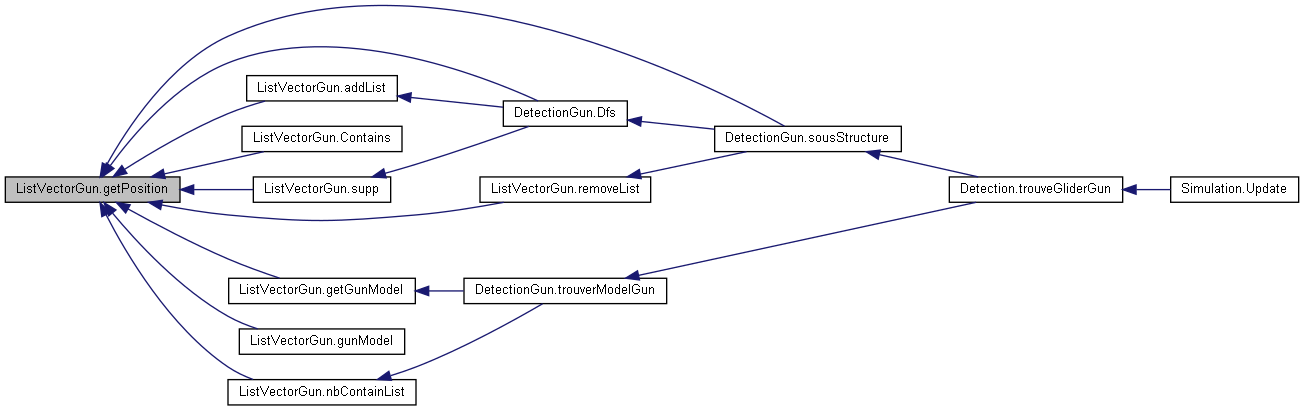 ListVectorGun.addList
DetectionGun.Dfs
ListVectorGun.Contains
DetectionGun.sousStructure
ListVectorGun.getPosition
ListVectorGun.supp
ListVectorGun.removeList
Detection.trouveGliderGun
Simulation.Update
ListVectorGun.getGunModel
DetectionGun.trouverModelGun
ListVectorGun.gunModel
ListVectorGun.nbContainList